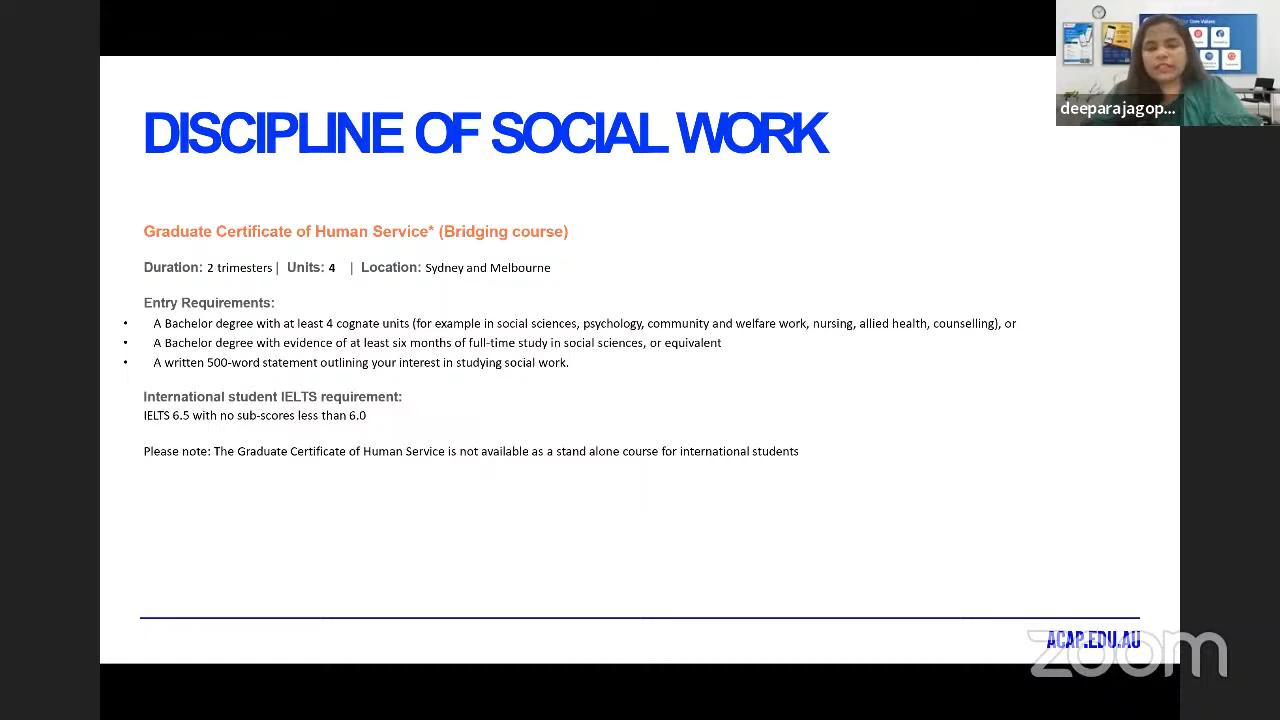 DISCIPLINE OF SOCIAL WORK
Graduate Certificate of Human Service* (Bridging course)
Duration: 2 trimesters | Units: 4 | Location: Sydney and Melbourne
Entry Requirements:
• A Bachelor degree with at least 4 cognate units (for example in social sciences, psychology, community and welfare work, nursing, allied health, counselling), or
• A Bachelor degree with evidence of at least six months of full-time study in social sciences, or equivalent
• A written 500-word statement outlining your interest in studying social work.
International student IELTS requirement:
IELTS 6.5 with no sub-scores less than 6.0
Please note: The Graduate Certificate of Human Service is not available as a stand alone course for international students
ACAP.EDU.AU
zoom
Core Values
deeparajagop...